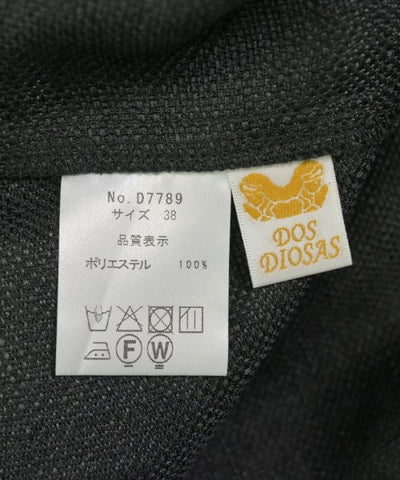 No. D7789
サイズ 38
品質表示
ポリエステル 100%
F W
DOS
DIOSAS